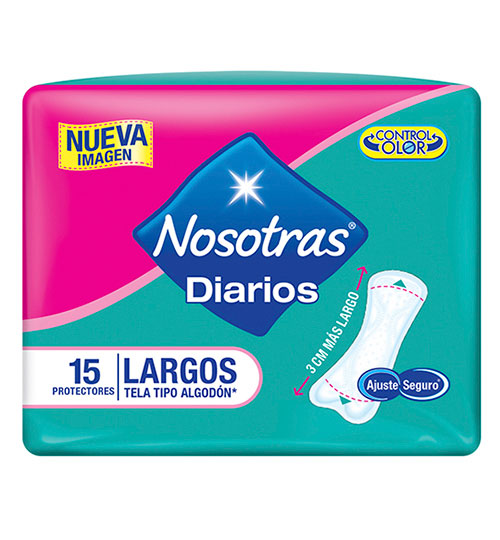 NUEVA
IMAGEN
CONTROL
OLOR
Nosotras®
Diarios
3 CM MÁS LARGO
15
PROTECTORES
LARGOS
TELA TIPO ALGODÓN*
Ajuste Seguro®